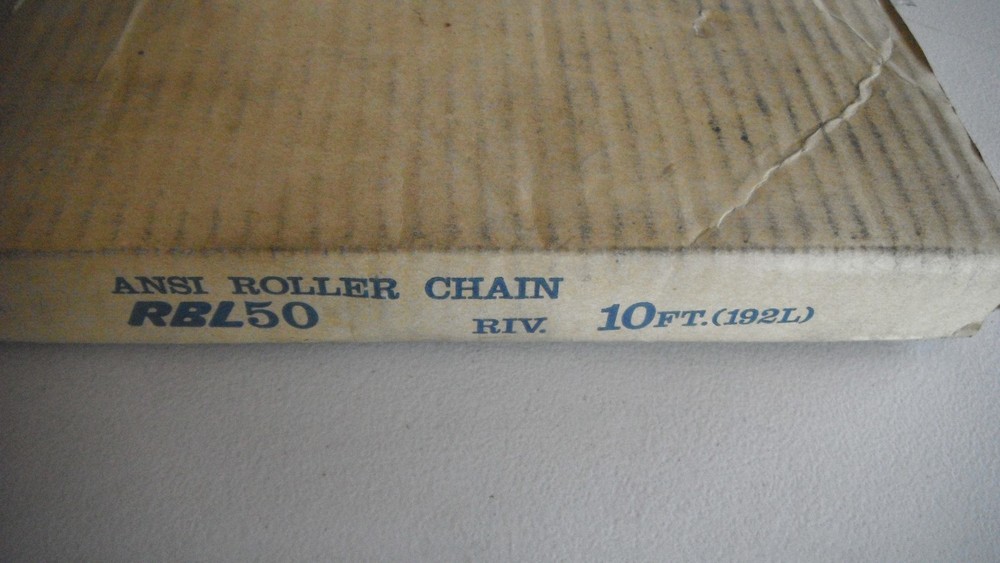 ANSI ROLLER CHAIN
RBL50 RIV. 10FT.(192L)